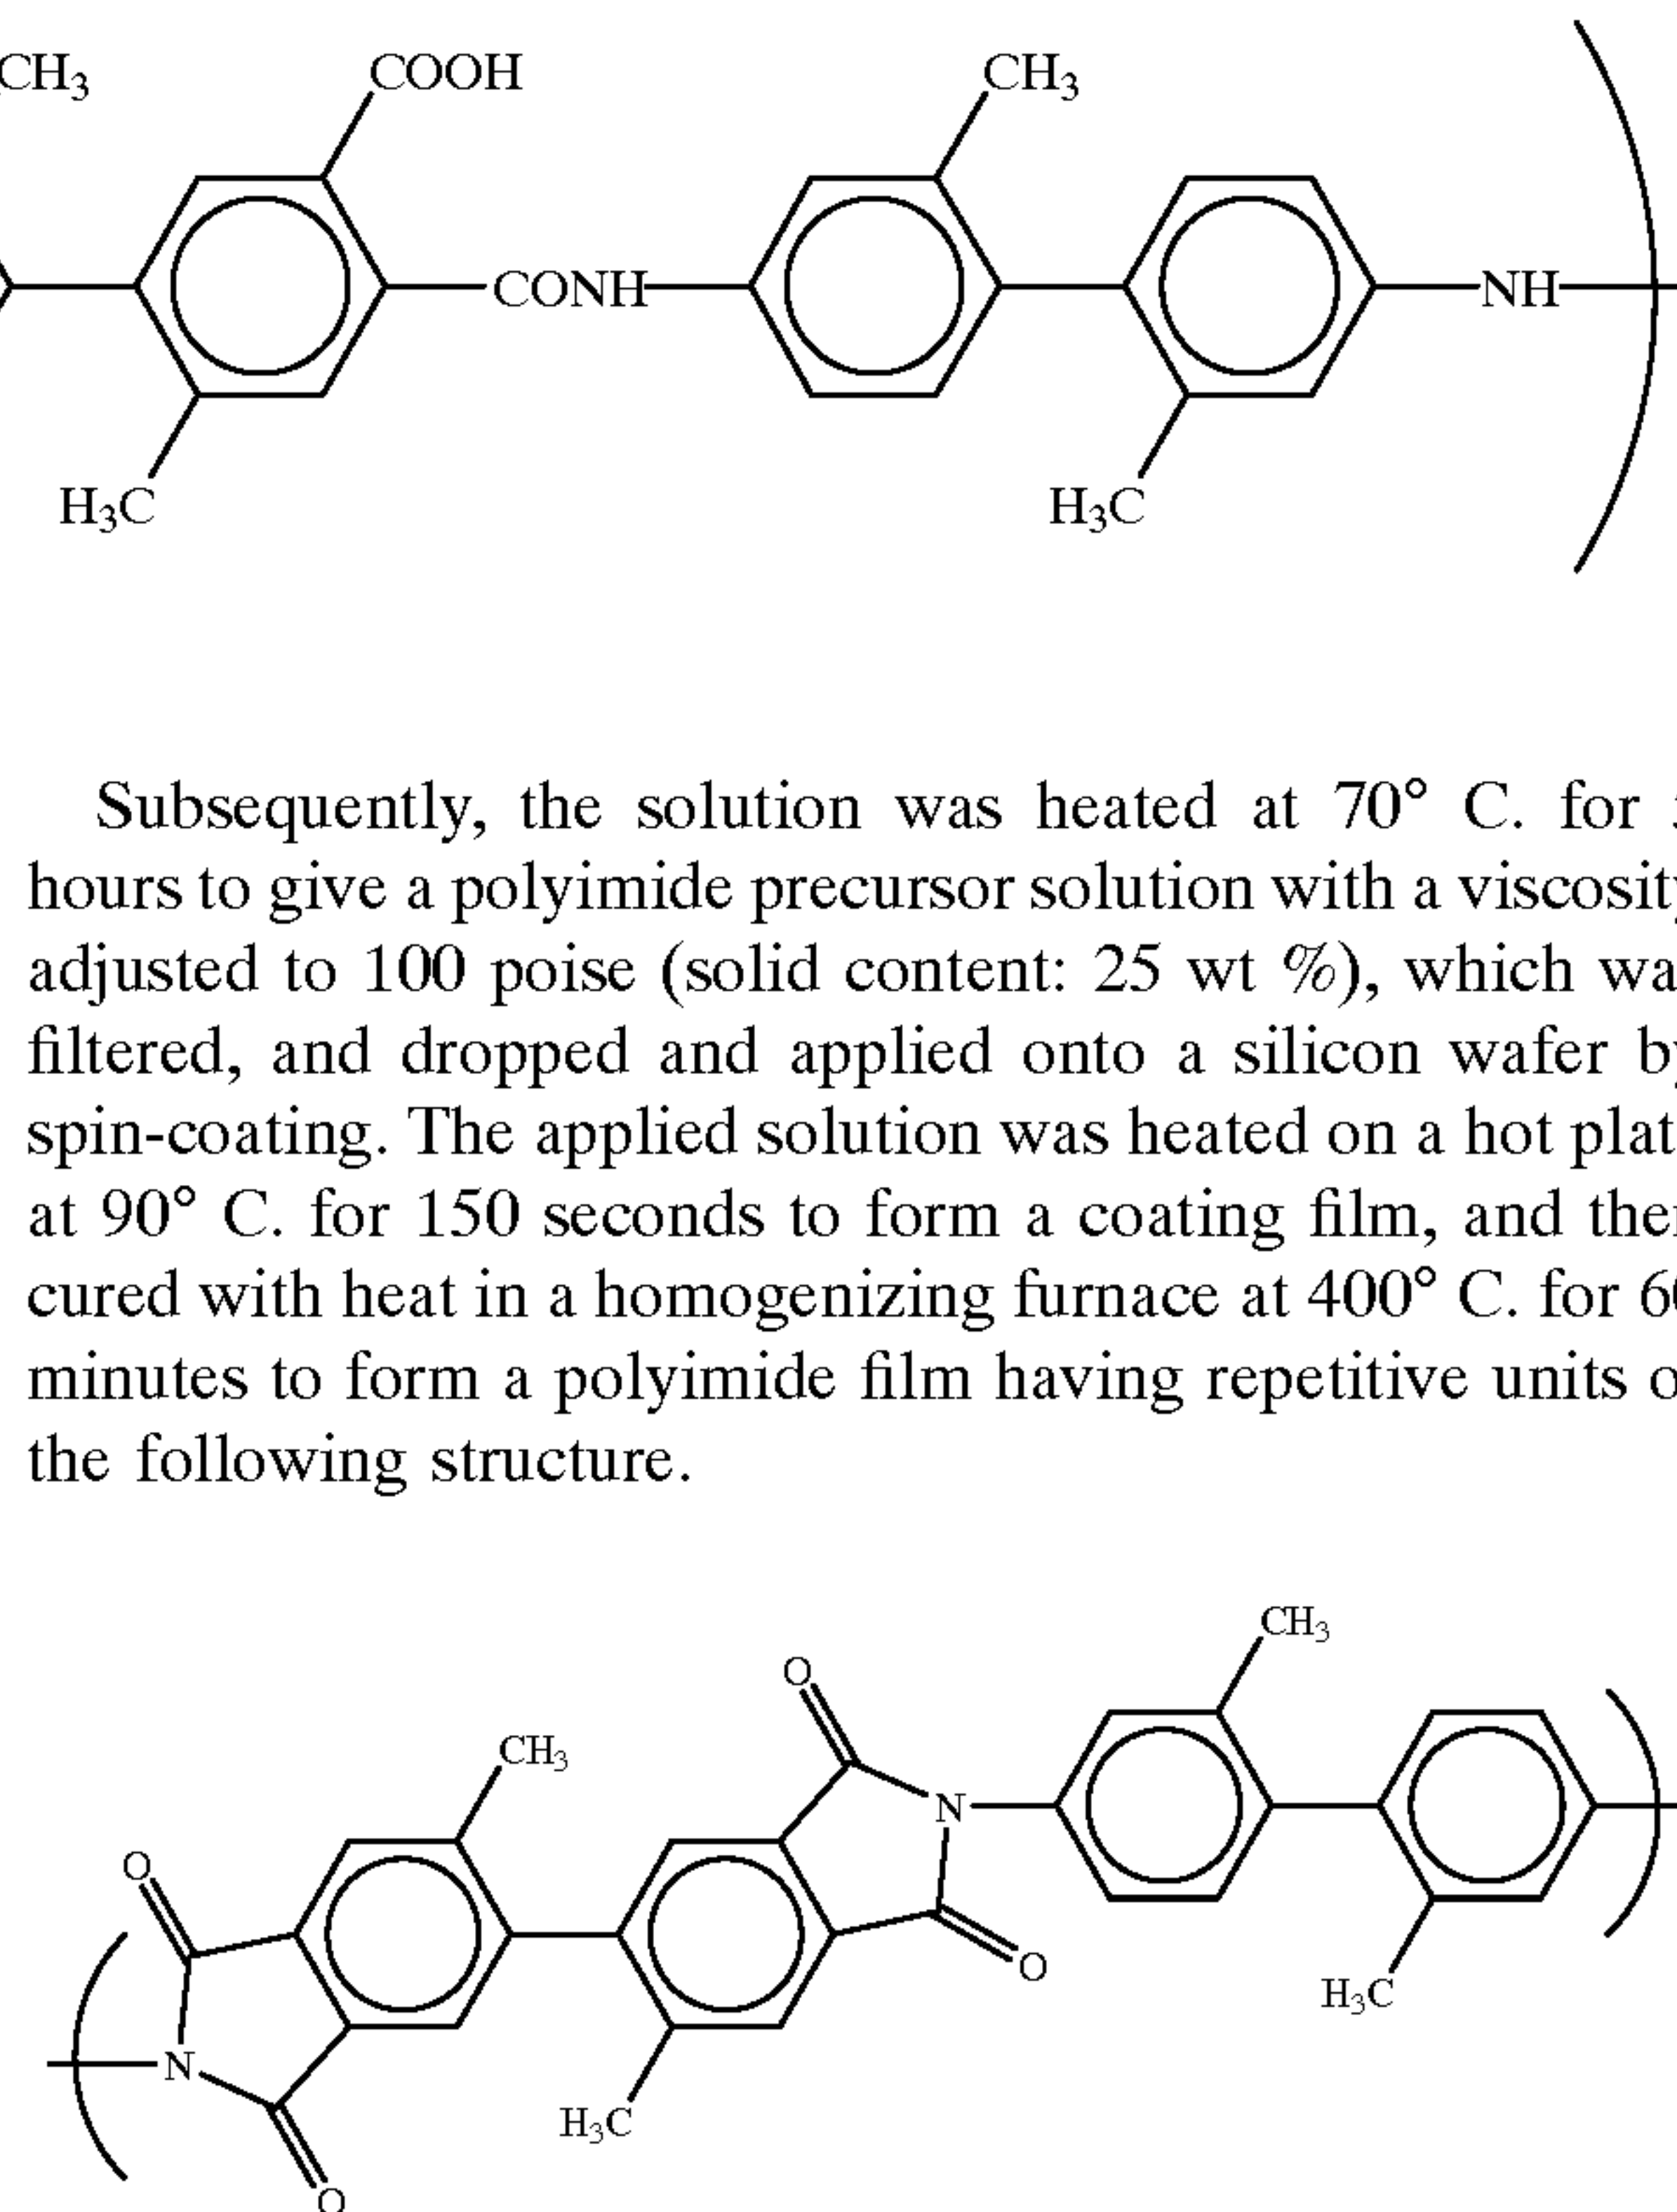 CH3 COOH CH3
CONH NH
H3C H3C
Subsequently, the solution was heated at 70° C. for
hours to give a polyimide precursor solution with a viscosity
adjusted to 100 poise (solid content: 25 wt %), which wa
filtered, and dropped and applied onto a silicon wafer by
spin-coating. The applied solution was heated on a hot plat
at 90° C. for 150 seconds to form a coating film, and then
cured with heat in a homogenizing furnace at 400° C. for 60
minutes to form a polyimide film having repetitive units o
the following structure.
CH3
O
CH3
N
O
O
H3C
N
H3C
O